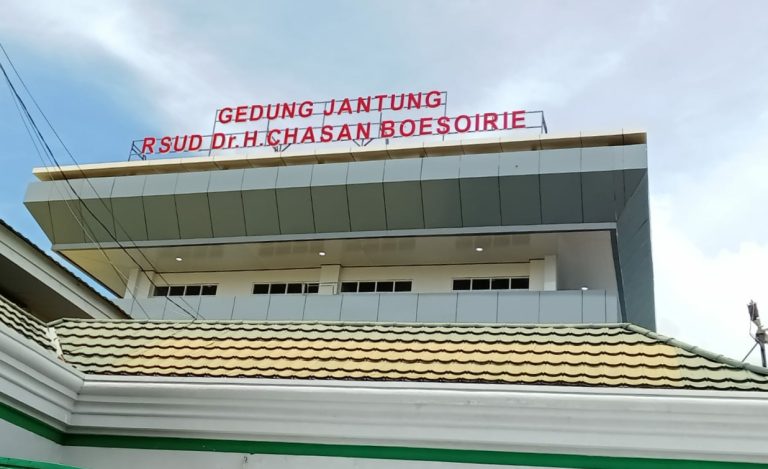 GEDUNG JANTUNG
RSUD Dr.H.CHASAN BOESOIRIE